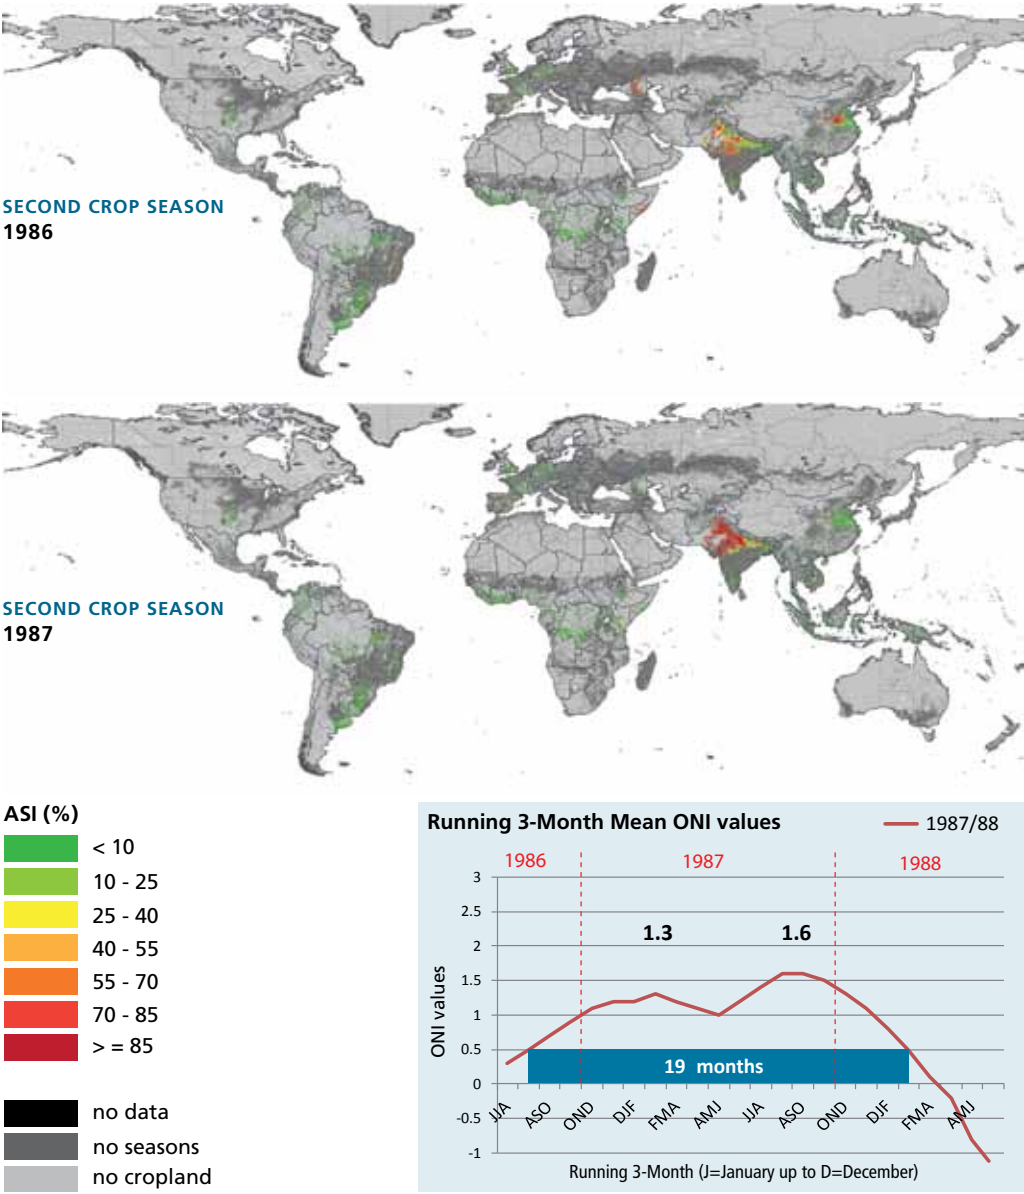 SECOND CROP SEASON
1986
SECOND CROP SEASON
1987
ASI (%)
< 10
10 - 25
25 - 40
40 - 55
55 - 70
70 - 85
> = 85
no data
no seasons
no cropland
Running 3-Month Mean ONI values
1987/88
1986
1987
1988
3
2.5
2
1.5
1
0.5
0
-0.5
-1
ONI values
1.3
1.6
19 months
JJA
ASO
OND
DJF
FMA
AMJ
JJA
ASO
OND
DJF
FMA
AMJ
Running 3-Month (J=January up to D=December)